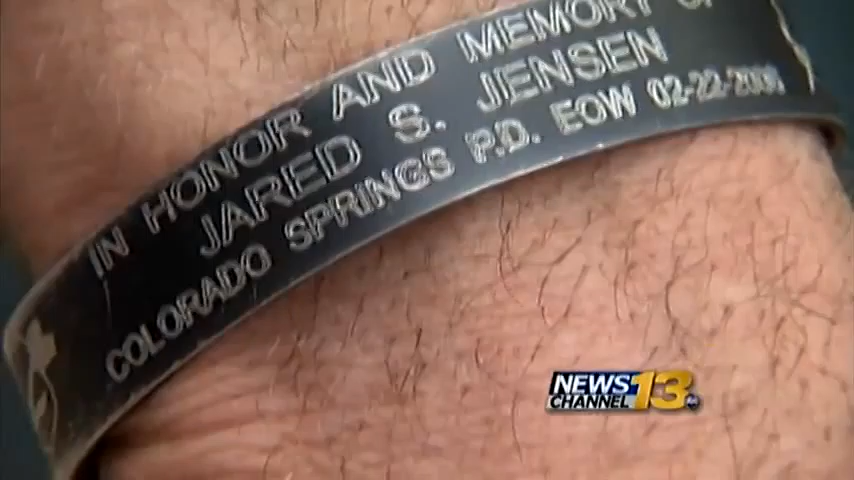 IN HONOR AND MEMORY
JARED S. JENSEN
COLORADO SPRINGS P.D. EOW 02-22-2006
NEWS 13
CHANNEL